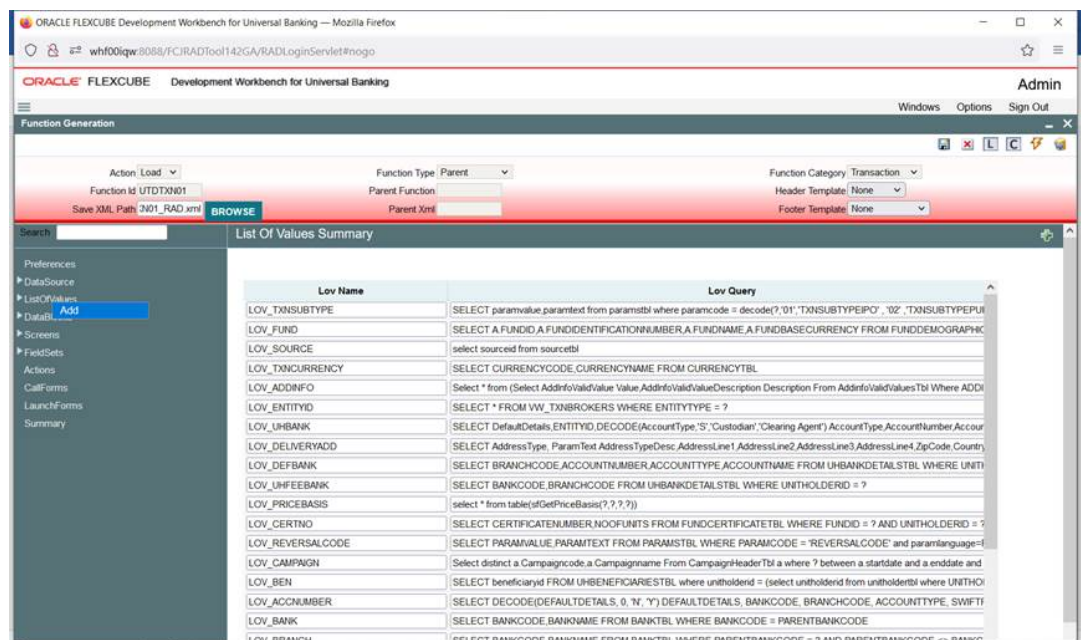 ORACLE FLEXCUBE Development Workbench for Universal Banking — Mozilla Firefox
whf00iqw:8088/FCJRADTool142GA/RADLoginServlet#nogo
ORACLE FLEXCUBE Development Workbench for Universal Banking
Admin
Windows Options Sign Out
Function Generation
L C
Action Load Function Type Parent Function Category Transaction
Function Id UTDTXN01 Parent Function Header Template None
Save XML Path N01_RAD.xml BROWSE Parent Xml Footer Template None
Search List Of Values Summary
Preferences
DataSource
ListOfValues
Add
Screens
FieldSets
Actions
CallForms
LaunchForms
Summary
Lov Name Lov Query
LOV_TXNSUBTYPE SELECT paramvalue,paramtext from paramstbl where paramcode = decode(?,'01','TXNSUBTYPEIPO' , '02' ,'TXNSUBTYPEPU
LOV_FUND SELECT A.FUNDID,A.FUNDIDENTIFICATIONNUMBER,A.FUNDNAME,A.FUNDBASECURRENCY FROM FUNDDEMOGRAPHIC
LOV_SOURCE select sourceid from sourcetbl
LOV_TXNCURRENCY SELECT CURRENCYCODE,CURRENCYNAME FROM CURRENCYTBL
LOV_ADDINFO Select * from (Select AddInfoValidValue Value,AddInfoValidValueDescription Description From AddinfoValidValuesTbl Where ADDI
LOV_ENTITYID SELECT * FROM VW_TXNBROKERS WHERE ENTITYTYPE = ?
LOV_UHBANK SELECT DefaultDetails,ENTITYID,DECODE(AccountType,'S','Custodian','Clearing Agent') AccountType,AccountNumber,Accour
LOV_DELIVERYADD SELECT AddressType, ParamText AddressTypeDesc,AddressLine1,AddressLine2,AddressLine3,AddressLine4,ZipCode,Country
LOV_DEFBANK SELECT BRANCHCODE,ACCOUNTNUMBER,ACCOUNTTYPE,ACCOUNTNAME FROM UHBANKDETAILSTBL WHERE UNITH
LOV_UHFEEBANK SELECT BANKCODE,BRANCHCODE FROM UHBANKDETAILSTBL WHERE UNITHOLDERID = ?
LOV_PRICEBASIS select * from table(sfGetPriceBasis(?,?,?,?))
LOV_CERTNO SELECT CERTIFICATENUMBER,NOOFUNITS FROM FUNDCERTIFICATETBL WHERE FUNDID = ? AND UNITHOLDERID = ?
LOV_REVERSALCODE SELECT PARAMVALUE,PARAMTEXT FROM PARAMSTBL WHERE PARAMCODE = 'REVERSALCODE' and paramlanguage=
LOV_CAMPAIGN Select distinct a.Campaigncode,a.Campaignname From CampaignHeaderTbl a where ? between a.startdate and a.enddate and
LOV_BEN SELECT beneficiaryid FROM UHBENEFICIARIESTBL where unitholderid = (select unitholderid from unitholdertbl where UNITHO
LOV_ACCNUMBER SELECT DECODE(DEFAULTDETAILS, 0, 'N', 'Y') DEFAULTDETAILS, BANKCODE, BRANCHCODE, ACCOUNTTYPE, SWIFTF
LOV_BANK SELECT BANKCODE,BANKNAME FROM BANKTBL WHERE BANKCODE = PARENTBANKCODE
LOV_BRANCH SELECT BANKCODE,BANKNAME FROM BANKTBL WHERE PARENTBANKCODE = ? AND PARENTBANKCODE <> BANKC